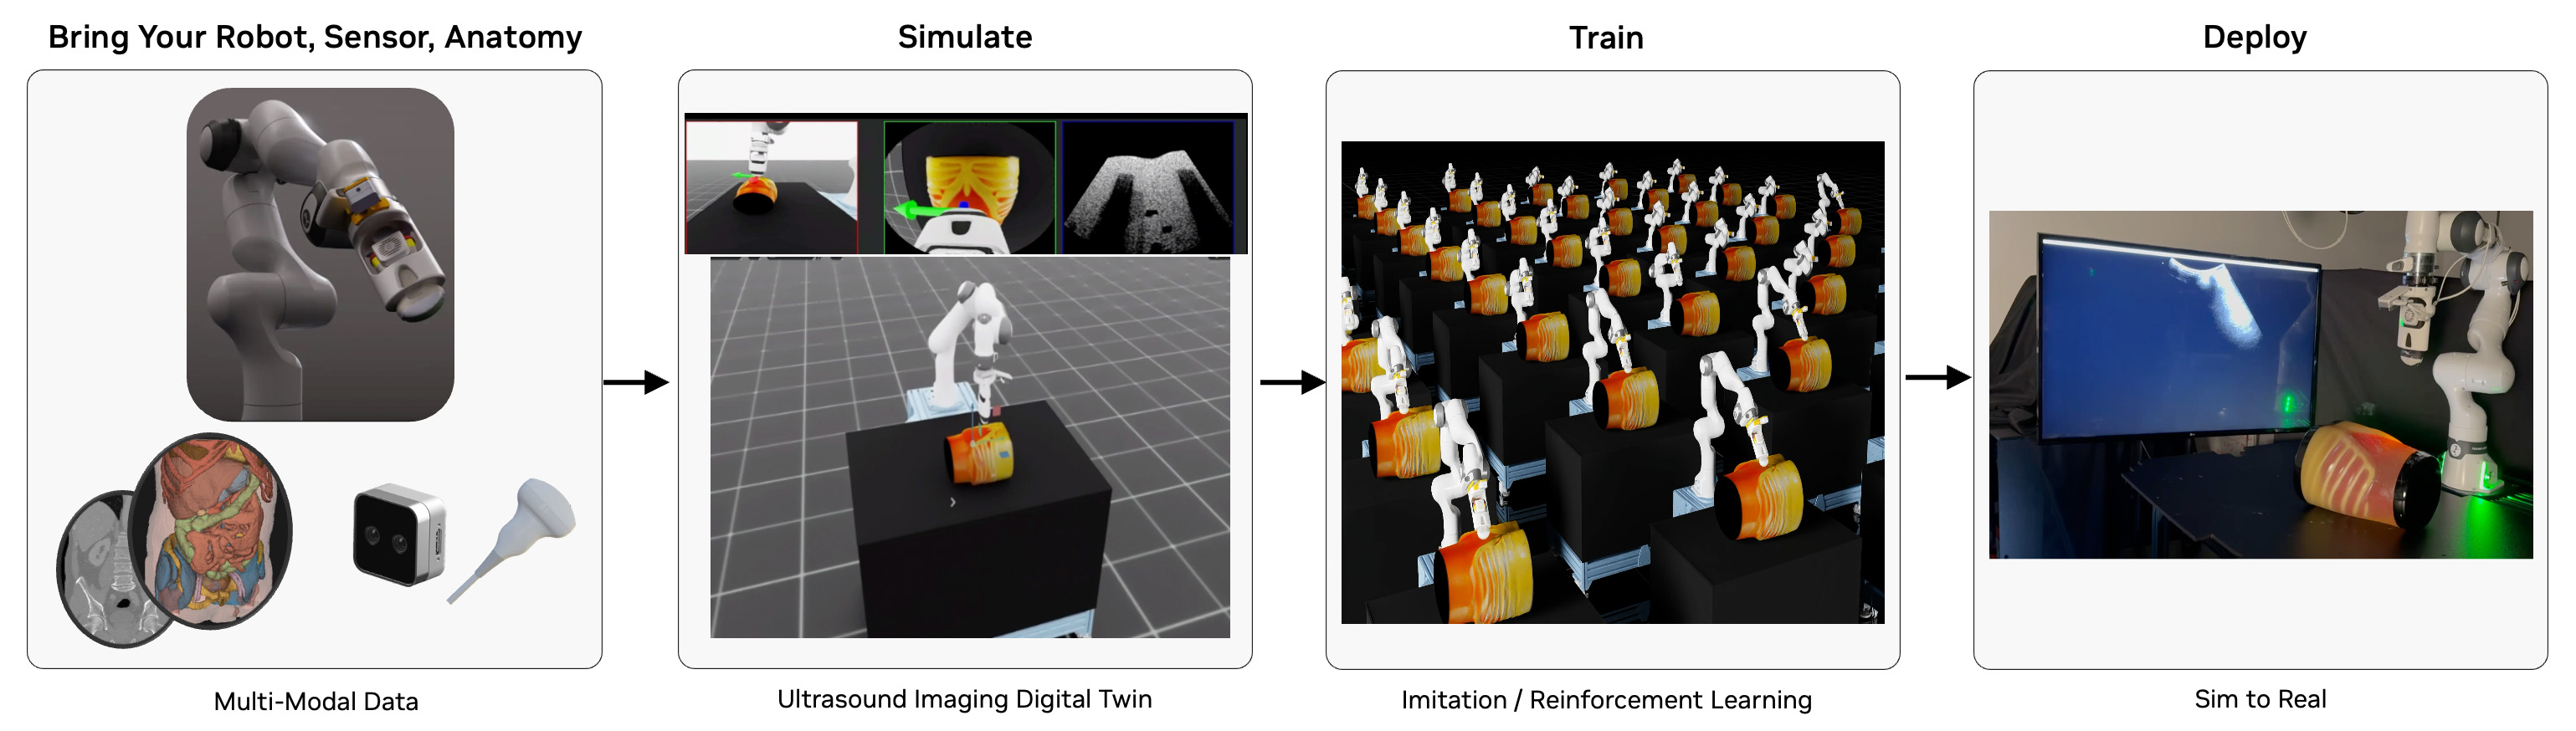 Bring Your Robot, Sensor, Anatomy
Simulate
Train
Deploy
Multi-Modal Data
Ultrasound Imaging Digital Twin
Imitation / Reinforcement Learning
Sim to Real